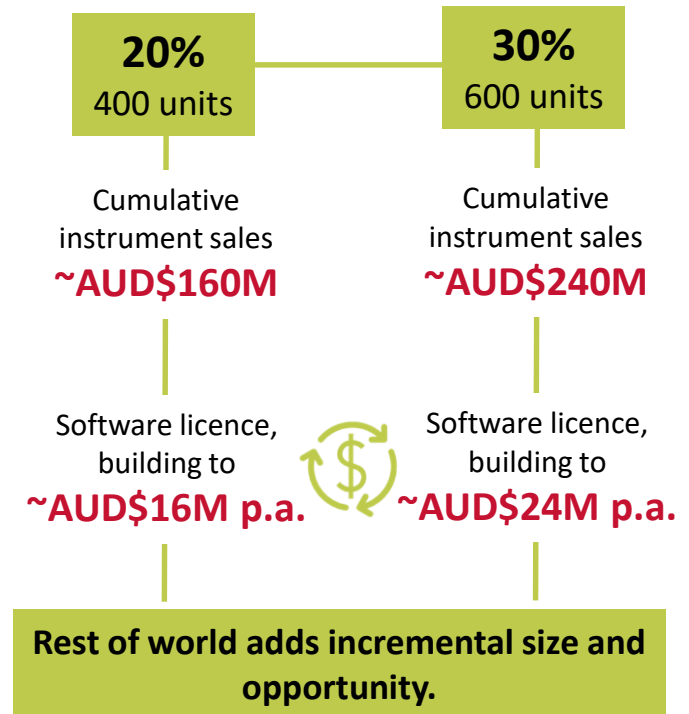 20%
400 units
Cumulative
instrument sales
~AUD$160M
Software licence,
building to
~AUD$16M p.a.
30%
600 units
Cumulative
instrument sales
~AUD$240M
Software licence,
building to
~AUD$24M p.a.
$
Rest of world adds incremental size and
opportunity.